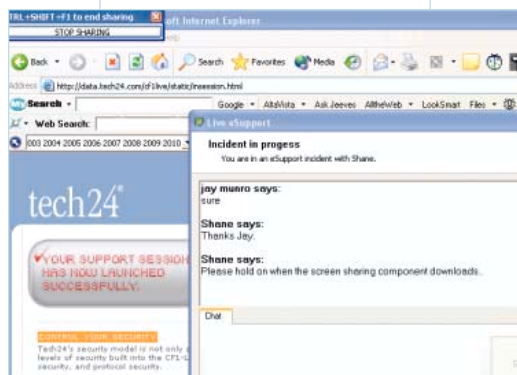 TRL+SHIFT+F1 to end sharing
oft Internet Explorer
STOP SHARING
Back
Search
Favorites
Media
Address
http://data.tech24.com/cf1live/static/insession.html
My Search
Google
AltaVista
Ask Jeeves
AlltheWeb
LookSmart
Files
Web Search:
003 2004 2005 2006 2007 2008 2009 2010
Live eSupport
Incident in progess
You are in an eSupport incident with Shane.
jay munro says:
sure
Shane says:
Thanks Jay.
Shane says:
Please hold on when the screen sharing component downloads..
Chat
tech24
YOUR SUPPORT SESSION
HAS NOW LAUNCHED
SUCCESSFULLY.
CONTROL YOUR SECURITY
Tech24's security model is not only
levels of security built into the CF1-L
security, and protocol security.